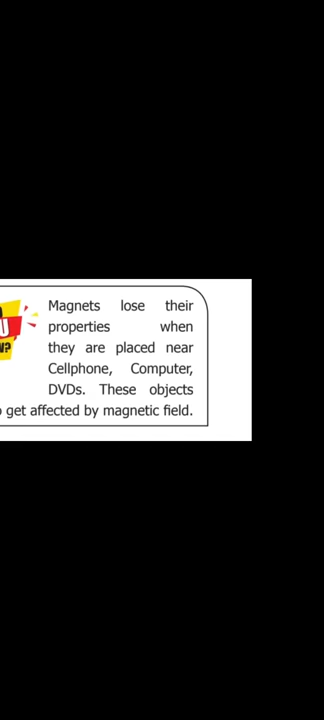 Magnets lose their
properties when
they are placed near
Cellphone, Computer,
DVDs. These objects
get affected by magnetic field.